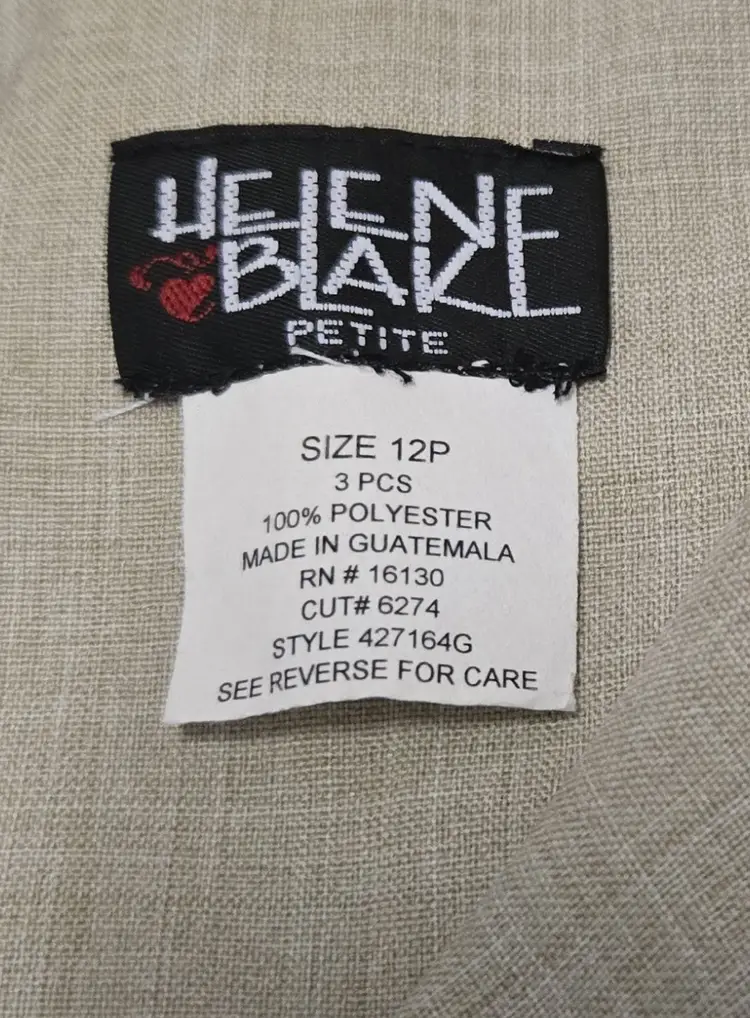 HELENE
BLAKE
PETITE
SIZE 12P
3 PCS
100% POLYESTER
MADE IN GUATEMALA
RN # 16130
CUT# 6274
STYLE 427164G
SEE REVERSE FOR CARE